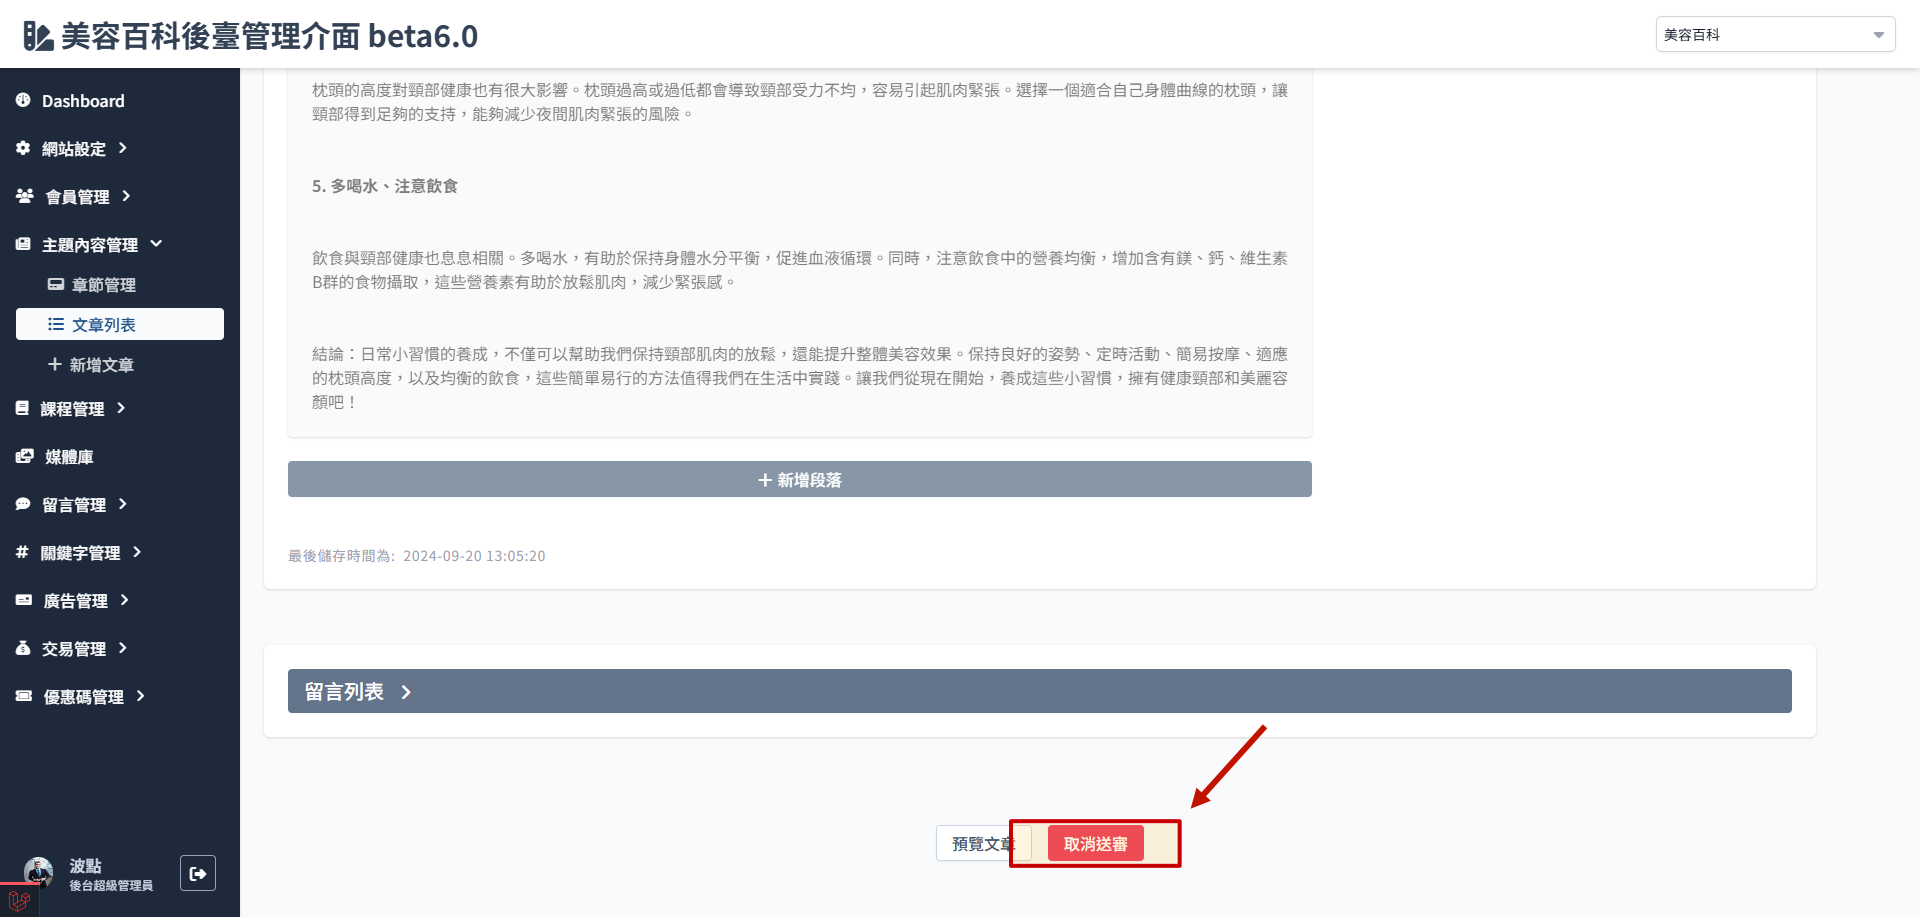 美容百科後臺管理介面 beta6.0
美容百科
Dashboard
網站設定
會員管理
主題內容管理
章節管理
文章列表
新增文章
課程管理
媒體庫
留言管理
關鍵字管理
廣告管理
交易管理
優惠碼管理
波點
後台超級管理員
枕頭的高度對頸部健康也有很大影響。枕頭過高或過低都會導致頸部受力不均，容易引起肌肉緊張。選擇一個適合自己身體曲線的枕頭，讓
頸部得到足夠的支持，能夠減少夜間肌肉緊張的風險。
5. 多喝水、注意飲食
飲食與頸部健康也息息相關。多喝水，有助於保持身體水分平衡，促進血液循環。同時，注意飲食中的營養均衡，增加含有鎂、鈣、維生素
B群的食物攝取，這些營養素有助於放鬆肌肉，減少緊張感。
結論：日常小習慣的養成，不僅可以幫助我們保持頸部肌肉的放鬆，還能提升整體美容效果。保持良好的姿勢、定時活動、簡易按摩、適應
的枕頭高度，以及均衡的飲食，這些簡單易行的方法值得我們在生活中實踐。讓我們從現在開始，養成這些小習慣，擁有健康頸部和美麗容
顏吧！
新增段落
最後儲存時間為: 2024-09-20 13:05:20
留言列表
預覽文章
取消送審